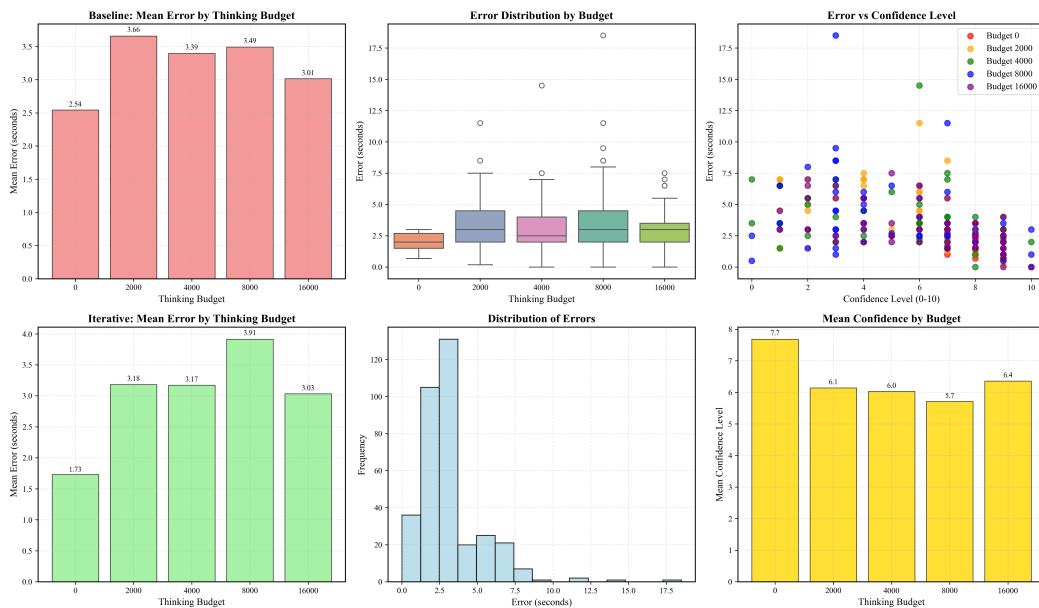 Baseline: Mean Error by Thinking Budget
Mean Error (seconds)
3.5
3.0
2.5
2.0
1.5
1.0
0.5
0.0
2.54
3.66
3.39
3.49
3.01
0 2000 4000 8000 16000
Thinking Budget
Error Distribution by Budget
Error (seconds)
17.5
15.0
12.5
10.0
7.5
5.0
2.5
0.0
0 2000 4000 8000 16000
Thinking Budget
Error vs Confidence Level
Error (seconds)
17.5
15.0
12.5
10.0
7.5
5.0
2.5
0.0
Budget 0
Budget 2000
Budget 4000
Budget 8000
Budget 16000
0 2 4 6 8 10
Confidence Level (0-10)
Iterative: Mean Error by Thinking Budget
Mean Error (seconds)
4.0
3.5
3.0
2.5
2.0
1.5
1.0
0.5
0.0
1.73
3.18
3.17
3.91
3.03
0 2000 4000 8000 16000
Thinking Budget
Distribution of Errors
Frequency
120
100
80
60
40
20
0
0.0 2.5 5.0 7.5 10.0 12.5 15.0 17.5
Error (seconds)
Mean Confidence by Budget
Mean Confidence Level
8
7
6
5
4
3
2
1
0
7.7
6.1
6.0
5.7
6.4
0 2000 4000 8000 16000
Thinking Budget